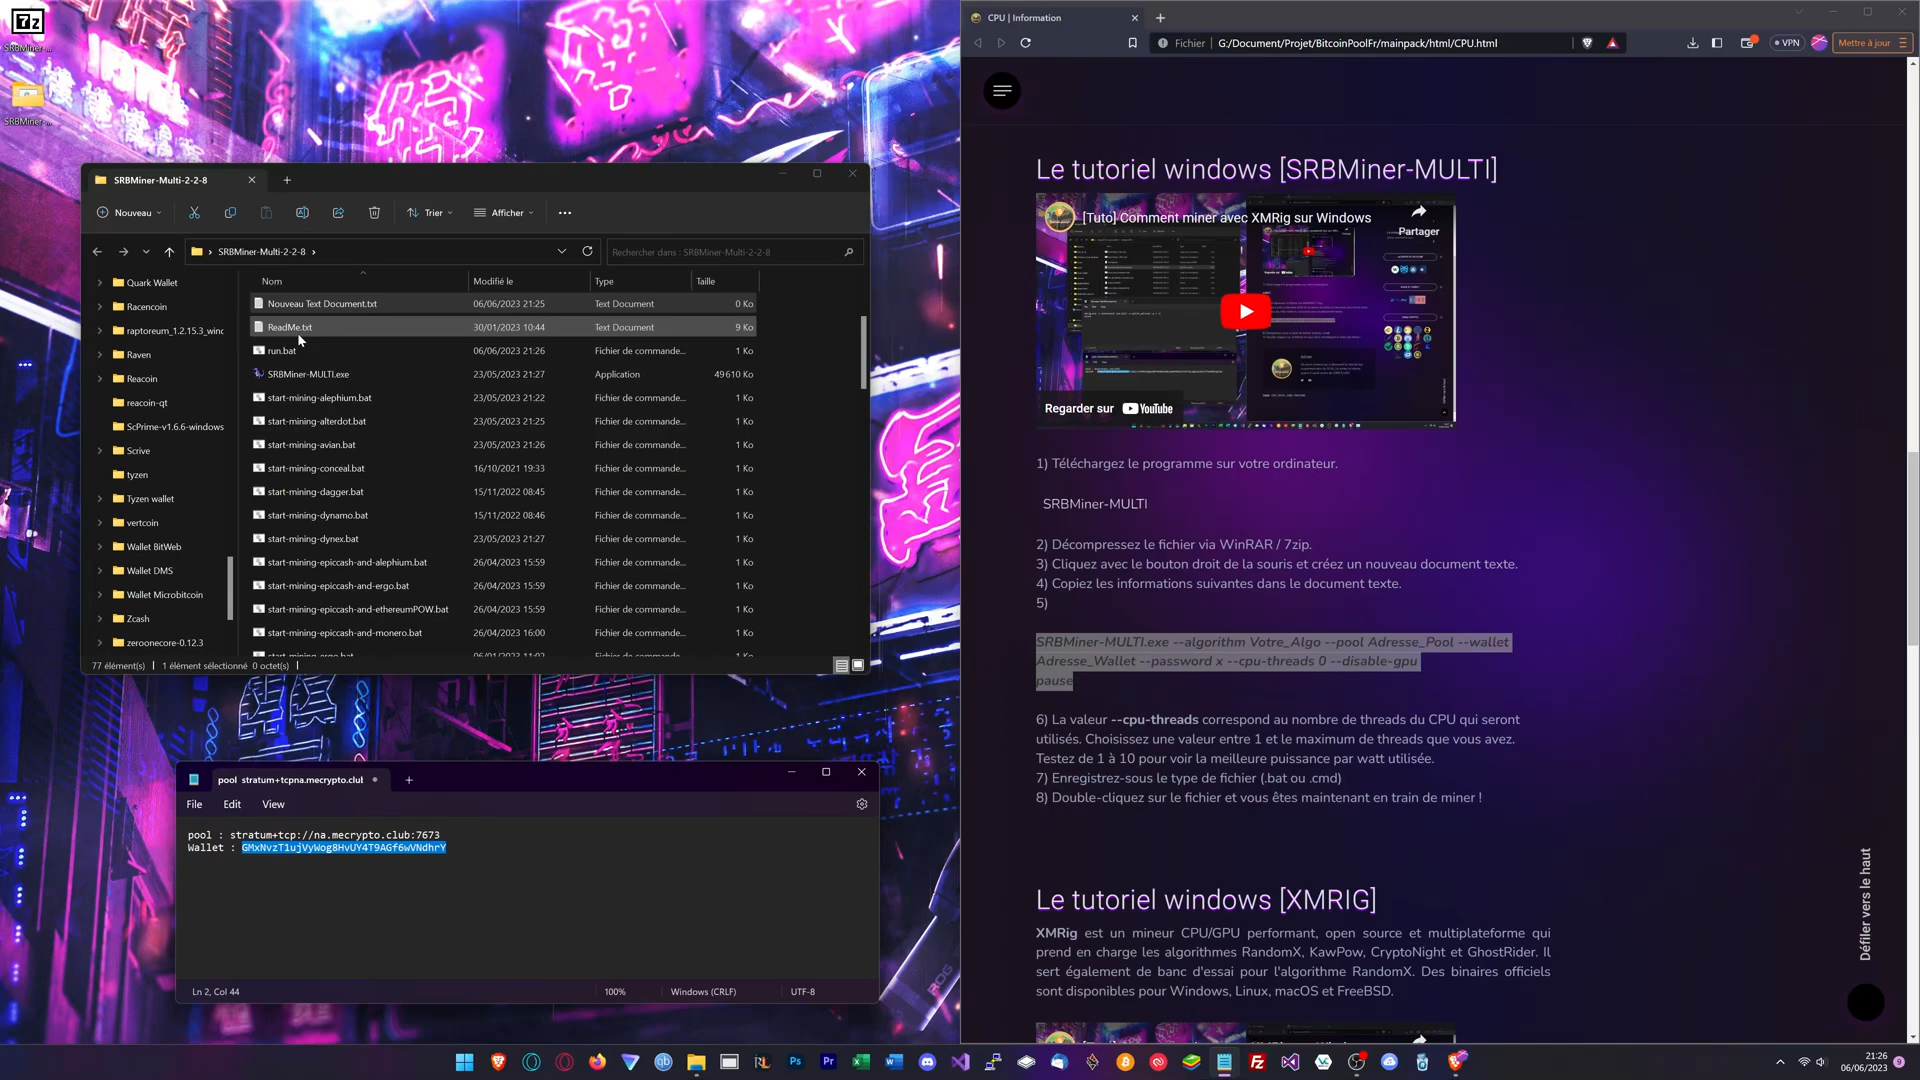 SRBMiner-...
SRBMiner-...
SRBMiner-Multi-2-2-8
Nouveau
Trier
Afficher
SRBMiner-Multi-2-2-8
Rechercher dans : SRBMiner-Multi-2-2-8
Nom Modifié le Type Taille
Quark Wallet
Racencoin
raptoreum_1.2.15.3_winc
Raven
Reacoin
reacoin-qt
ScPrime-v1.6.6-windows
Scrive
tyzen
Tyzen wallet
vertcoin
Wallet BitWeb
Wallet DMS
Wallet Microbitcoin
Zcash
zeroonecore-0.12.3
Nouveau Text Document.txt 06/06/2023 21:25 Text Document 0 Ko
ReadMe.txt 30/01/2023 10:44 Text Document 9 Ko
run.bat 06/06/2023 21:26 Fichier de commande... 1 Ko
SRBMiner-MULTI.exe 23/05/2023 21:27 Application 49 610 Ko
start-mining-alephium.bat 23/05/2023 21:22 Fichier de commande... 1 Ko
start-mining-alterdot.bat 23/05/2023 21:25 Fichier de commande... 1 Ko
start-mining-avian.bat 23/05/2023 21:26 Fichier de commande... 1 Ko
start-mining-conceal.bat 16/10/2021 19:33 Fichier de commande... 1 Ko
start-mining-dagger.bat 15/11/2022 08:45 Fichier de commande... 1 Ko
start-mining-dynamo.bat 15/11/2022 08:46 Fichier de commande... 1 Ko
start-mining-dynex.bat 23/05/2023 21:27 Fichier de commande... 1 Ko
start-mining-epiccash-and-alephium.bat 26/04/2023 15:59 Fichier de commande... 1 Ko
start-mining-epiccash-and-ergo.bat 26/04/2023 15:59 Fichier de commande... 1 Ko
start-mining-epiccash-and-ethereumPOW.bat 26/04/2023 15:59 Fichier de commande... 1 Ko
start-mining-epiccash-and-monero.bat 26/04/2023 16:00 Fichier de commande... 1 Ko
77 élément(s) 1 élément sélectionné 0 octet(s)
pool stratum+tcpna.mecrypto.clul
File Edit View
pool : stratum+tcp://na.mecrypto.club:7673
Wallet : GMxNvzT1ujVyWog8HvUY4T9AGf6wVNdhrY
Ln 2, Col 44 100% Windows (CRLF) UTF-8
CPU | Information
Fichier G:/Document/Projet/BitcoinPoolFr/mainpack/html/CPU.html
VPN
Mettre à jour
Le tutoriel windows [SRBMiner-MULTI]
[Tuto] Comment miner avec XMRig sur Windows
Partager
Regarder sur YouTube
1) Téléchargez le programme sur votre ordinateur.
SRBMiner-MULTI
2) Décompressez le fichier via WinRAR / 7zip.
3) Cliquez avec le bouton droit de la souris et créez un nouveau document texte.
4) Copiez les informations suivantes dans le document texte.
5)
SRBMiner-MULTI.exe --algorithm Votre_Algo --pool Adresse_Pool --wallet
Adresse_Wallet --password x --cpu-threads 0 --disable-gpu
pause
6) La valeur --cpu-threads correspond au nombre de threads du CPU qui seront
utilisés. Choisissez une valeur entre 1 et le maximum de threads que vous avez.
Testez de 1 à 10 pour voir la meilleure puissance par watt utilisée.
7) Enregistrez-sous le type de fichier (.bat ou .cmd)
8) Double-cliquez sur le fichier et vous êtes maintenant en train de miner !
Le tutoriel windows [XMRIG]
XMRig est un mineur CPU/GPU performant, open source et multiplateforme qui
prend en charge les algorithmes RandomX, KawPow, CryptoNight et GhostRider. Il
sert également de banc d'essai pour l'algorithme RandomX. Des binaires officiels
sont disponibles pour Windows, Linux, macOS et FreeBSD.
Défiler vers le haut
21:26
06/06/2023